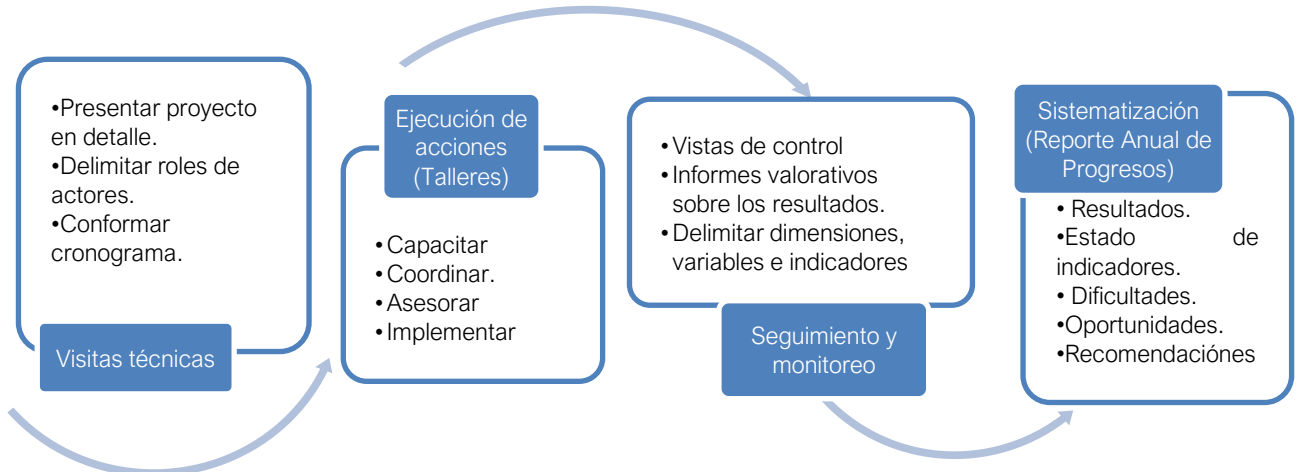 •Presentar proyecto
en detalle.
•Delimitar roles de
actores.
•Conformar
cronograma.
Visitas técnicas
Ejecución de
acciones
(Talleres)
•Capacitar
•Coordinar.
•Asesorar
•Implementar
•Vistas de control
•Informes valorativos
sobre los resultados.
•Delimitar dimensiones,
variables e indicadores
Seguimiento y
monitoreo
Sistematización
(Reporte Anual de
Progresos)
• Resultados.
•Estado de
indicadores.
• Dificultades.
•Oportunidades.
•Recomendaciónes